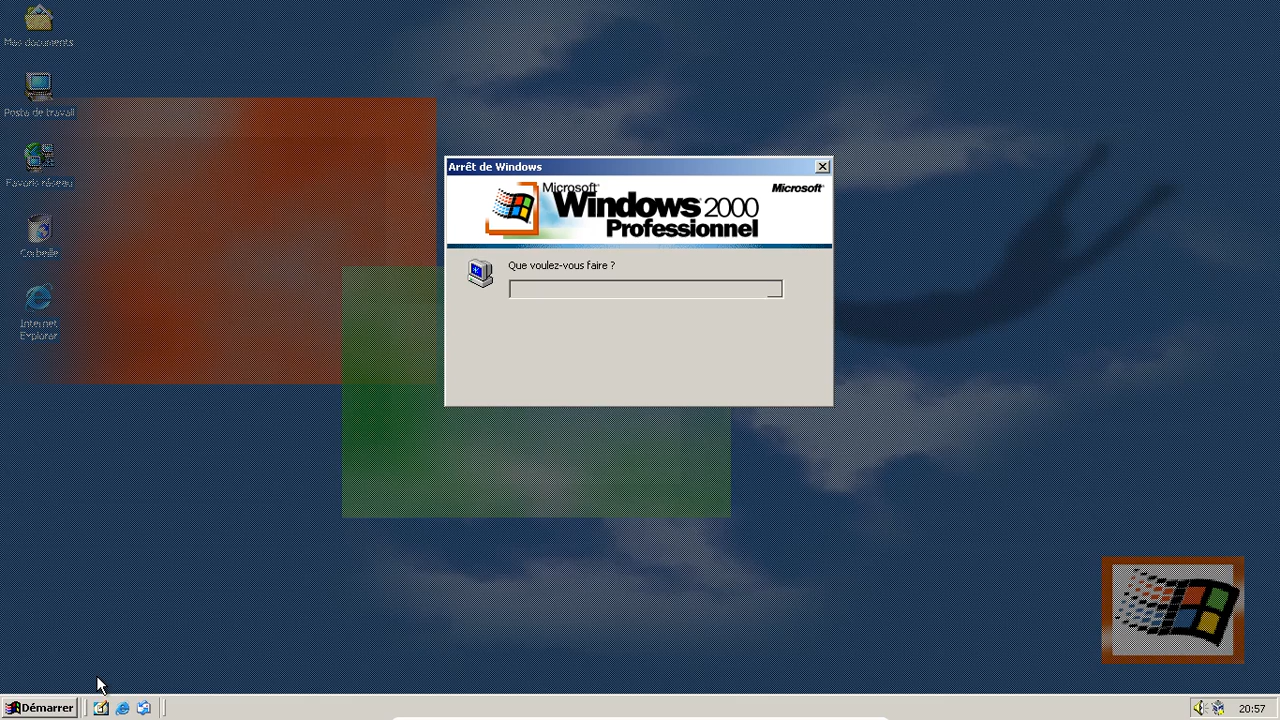 Mes documents
Poste de travail
Favoris réseau
Corbeille
Internet
Explorer
Arrêt de Windows
Microsoft
Microsoft
Windows 2000
Professionnel
Que voulez-vous faire ?
Démarrer
20:57